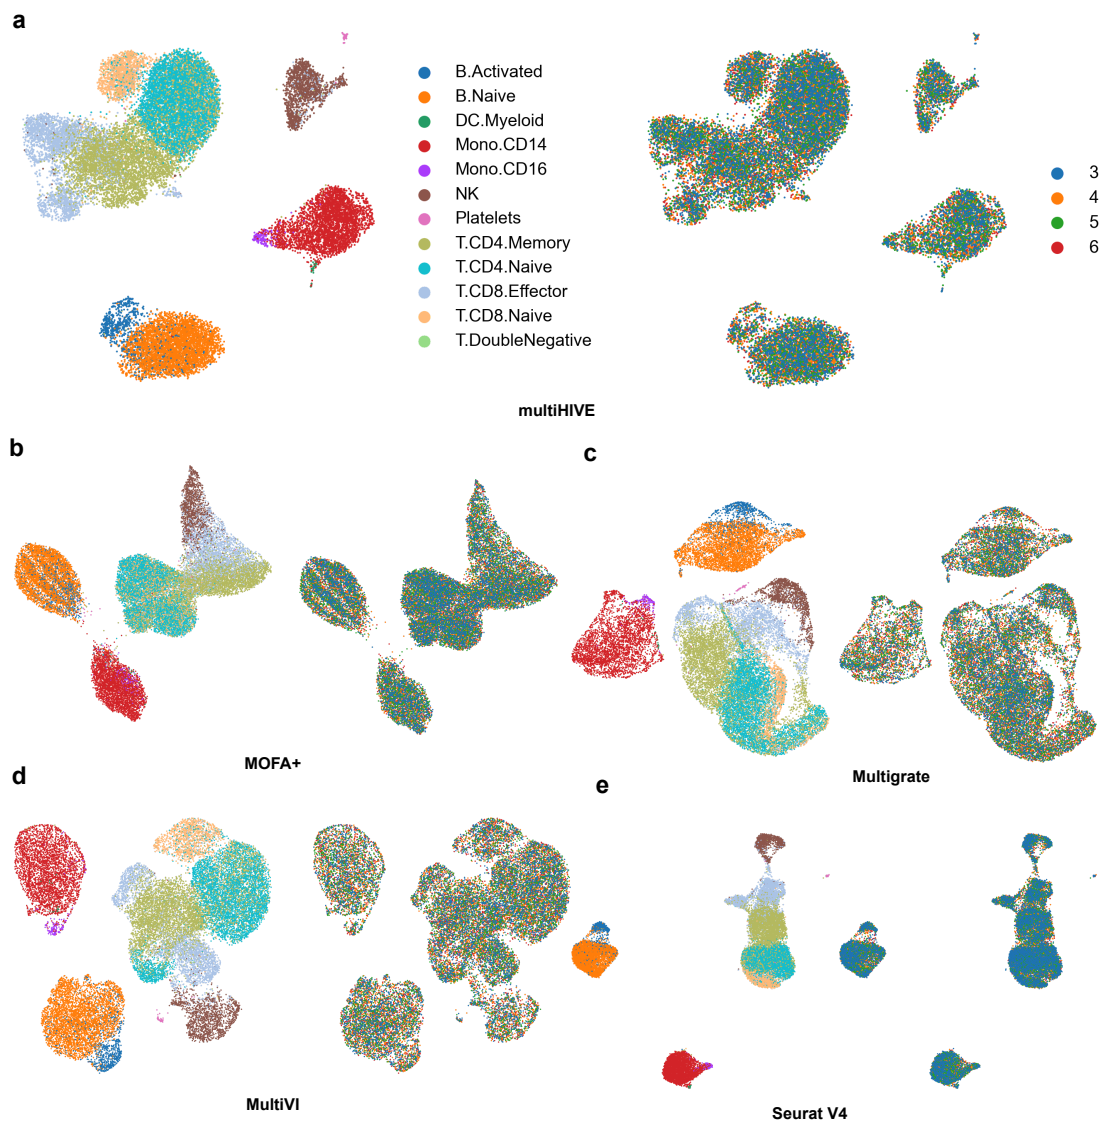 a
B.Activated
B.Naive
DC.Myeloid
Mono.CD14
Mono.CD16
NK
Platelets
T.CD4.Memory
T.CD4.Naive
T.CD8.Effector
T.CD8.Naive
T.DoubleNegative
3
4
5
6
multiHIVE
b
c
MOFA+
Multigrate
d
e
MultiVI
Seurat V4